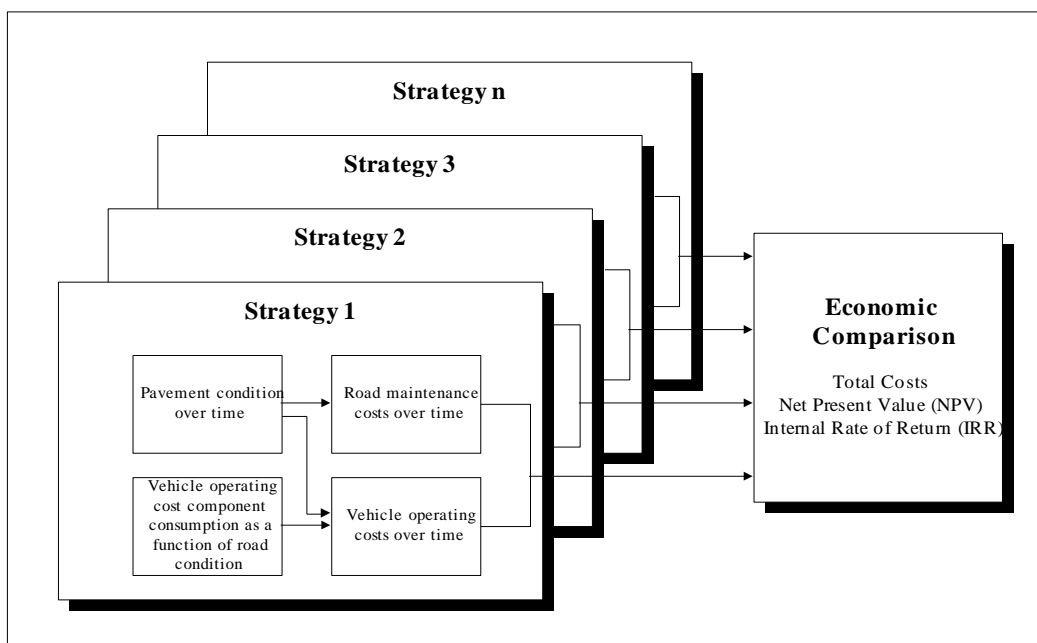 Strategy n
Strategy 3
Strategy 2
Strategy 1
Pavement condition
over time
Road maintenance
costs over time
Vehicle operating
cost component
consumption as a
function of road
condition
Vehicle operating
costs over time
Economic
Comparison
Total Costs
Net Present Value (NPV)
Internal Rate of Return (IRR)